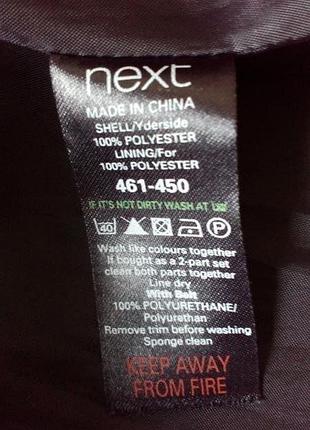 next
MADE IN CHINA
SHELL/Yderside
100% POLYESTER
LINING/For
100% POLYESTER
461-450
IF IT'S NOT DIRTY WASH AT
40 P
Wash like colours together
If bought as a 2-part set
clean both parts together
Line dry
With Belt
100% POLYURETHANE/
Polyurethan
Remove trim before washing
Sponge clean
KEEP AWAY
FROM FIRE